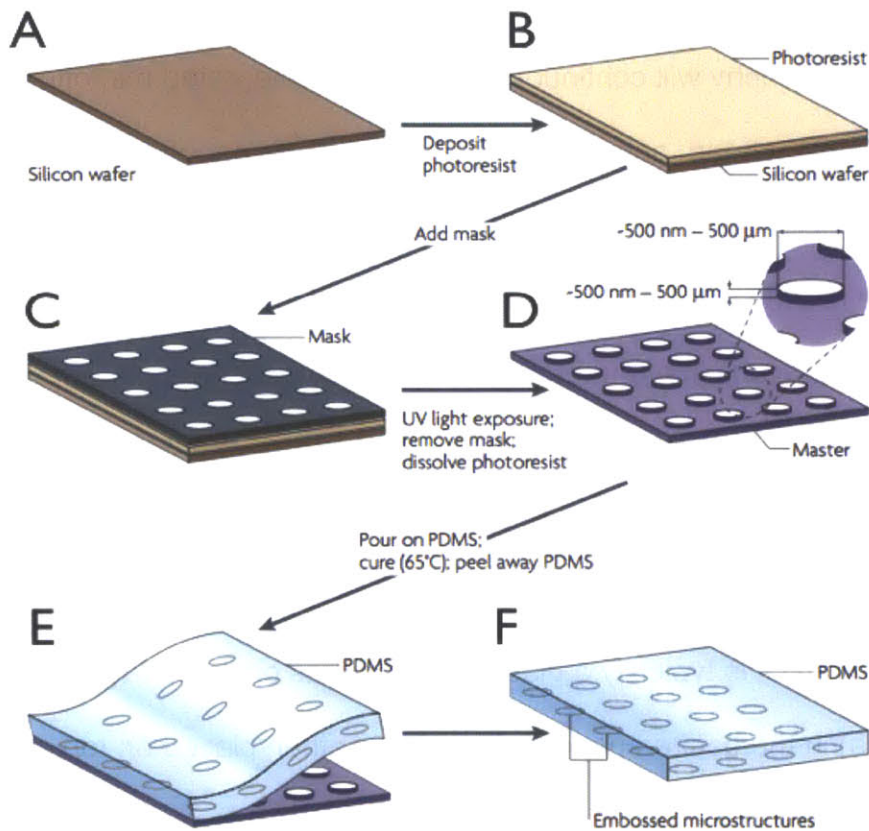 A
B
Photoresist
Deposit
photoresist
Silicon wafer
Silicon wafer
Add mask
-500 nm – 500 µm
-500 nm – 500 µm
C
D
Mask
UV light exposure;
remove mask;
dissolve photoresist
Master
Pour on PDMS;
cure (65°C); peel away PDMS
E
F
PDMS
PDMS
Embossed microstructures